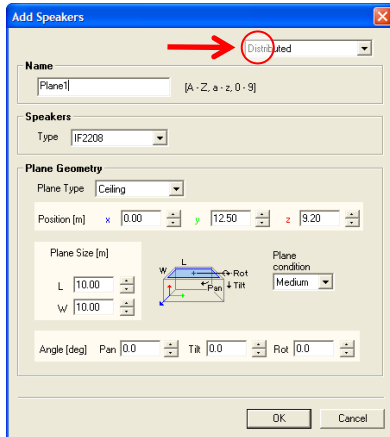 Add Speakers
Distributed
Name
Plane1 [A - Z, a - z, 0 - 9]
Speakers
Type IF2208
Plane Geometry
Plane Type Ceiling
Position [m] x 0.00 y 12.50 z 9.20
Plane Size [m]
L 10.00
W 10.00
L
W
Rot
Pan Tilt
Plane
condition
Medium
Angle [deg] Pan 0.0 Tilt 0.0 Rot 0.0
OK Cancel